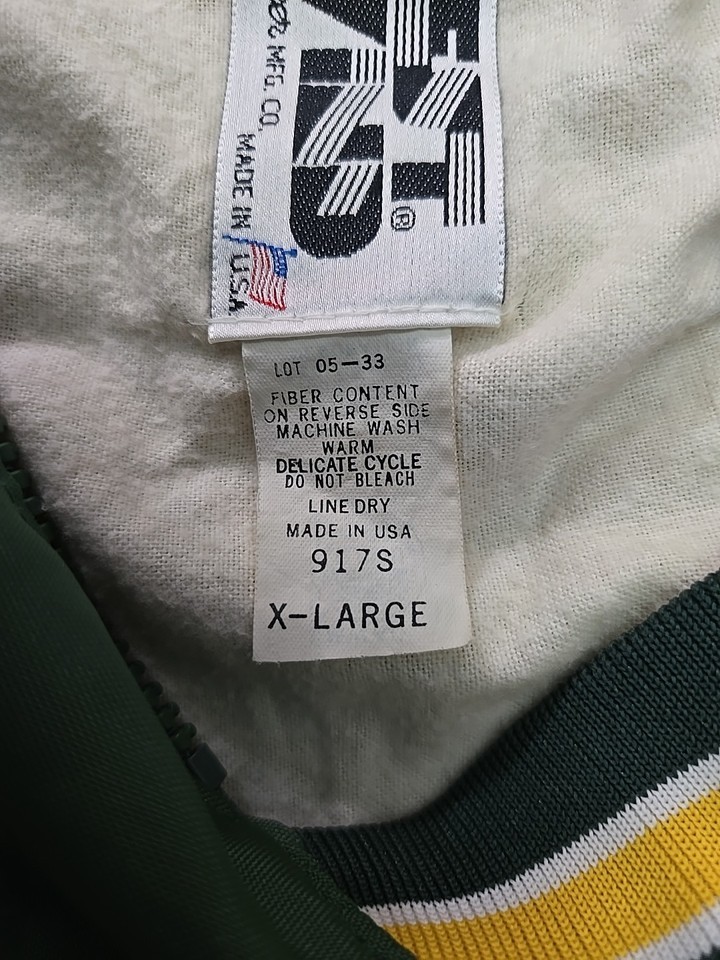 MFG. CO. MADE IN U.S.A.
®
LOT 05-33
FIBER CONTENT
ON REVERSE SIDE
MACHINE WASH
WARM
DELICATE CYCLE
DO NOT BLEACH
LINE DRY
MADE IN USA
917S
X-LARGE